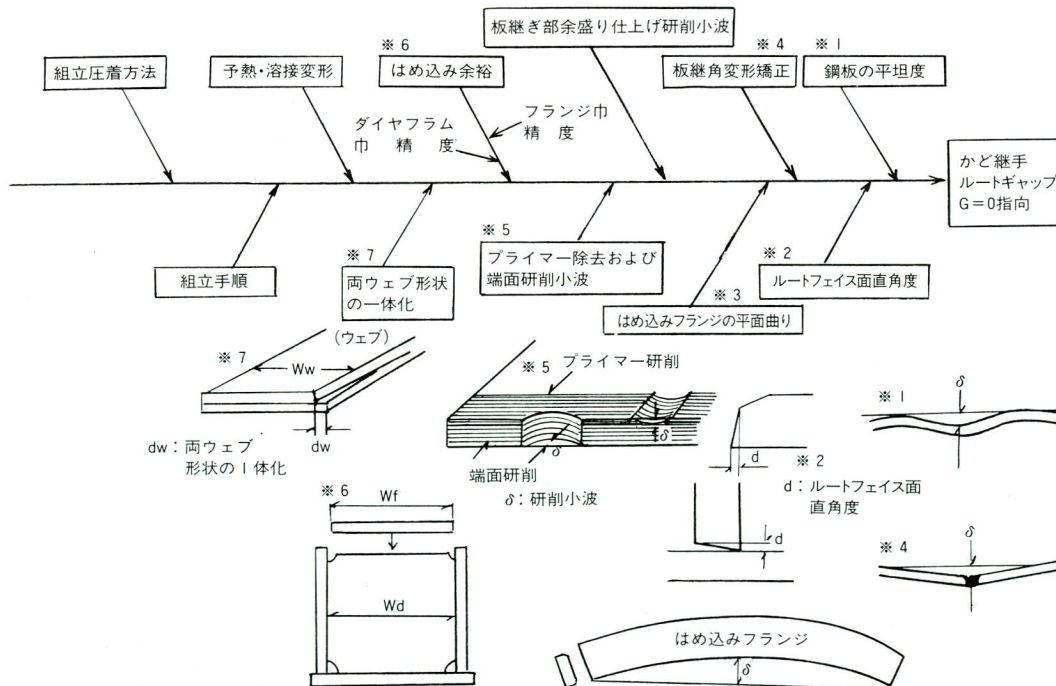 板継ぎ部余盛り仕上げ研削小波
※6
※4
※1
組立圧着方法
予熱・溶接変形
はめ込み余裕
板継角変形矯正
鋼板の平坦度
フランジ巾
精 度
ダイヤフラム
巾 精 度
かど継手
ルートギャップ
G=0指向
※5
※7
※2
組立手順
両ウェブ形状
の一体化
プライマー除去および
端面研削小波
ルートフェイス面直角度
※3
はめ込みフランジの平面曲り
(ウェブ)
※7
Ww
dw
dw:両ウェブ
形状の1体化
※5
プライマー研削
δ
δ
端面研削
δ:研削小波
d
※2
d:ルートフェイス面
直角度
d
※1
δ
※4
δ
※6
Wf
Wd
はめ込みフランジ
δ